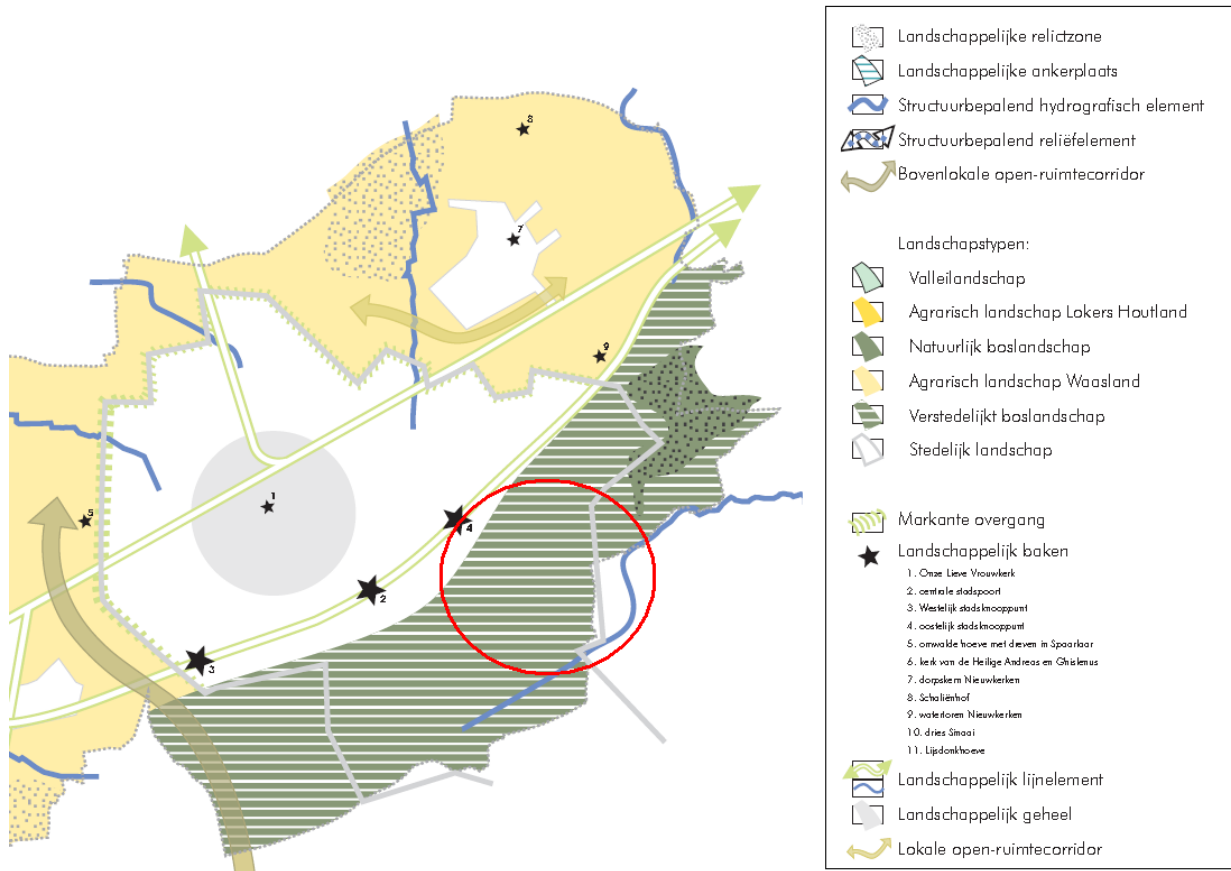 8
7
9
1
5
4
2
3
Landschappelijke relictzone
Landschappelijke ankerplaats
Structuurbepalend hydrografisch element
Structuurbepalend reliëfelement
Bovenlokale open-ruimtecorridor
Landschapstypen:
Valleilandschap
Agrarisch landschap Lokers Houtland
Natuurlijk boslandschap
Agrarisch landschap Waasland
Verstedelijkt boslandschap
Stedelijk landschap
Markante overgang
Landschappelijk baken
1. Onze Lieve Vrouwkerk
2. centrale stadspoort
3. Westelijk stadsknooppunt
4. oostelijk stadsknooppunt
5. omwalde hoeve met dreven in Spaarlaar
6. kerk van de Heilige Andreas en Ghislenus
7. dorpskern Nieuwkerken
8. Schaliënhof
9. watertoren Nieuwkerken
10. dries Sinaai
11. Lijsdonkhoeve
Landschappelijk lijnelement
Landschappelijk geheel
Lokale open-ruimtecorridor